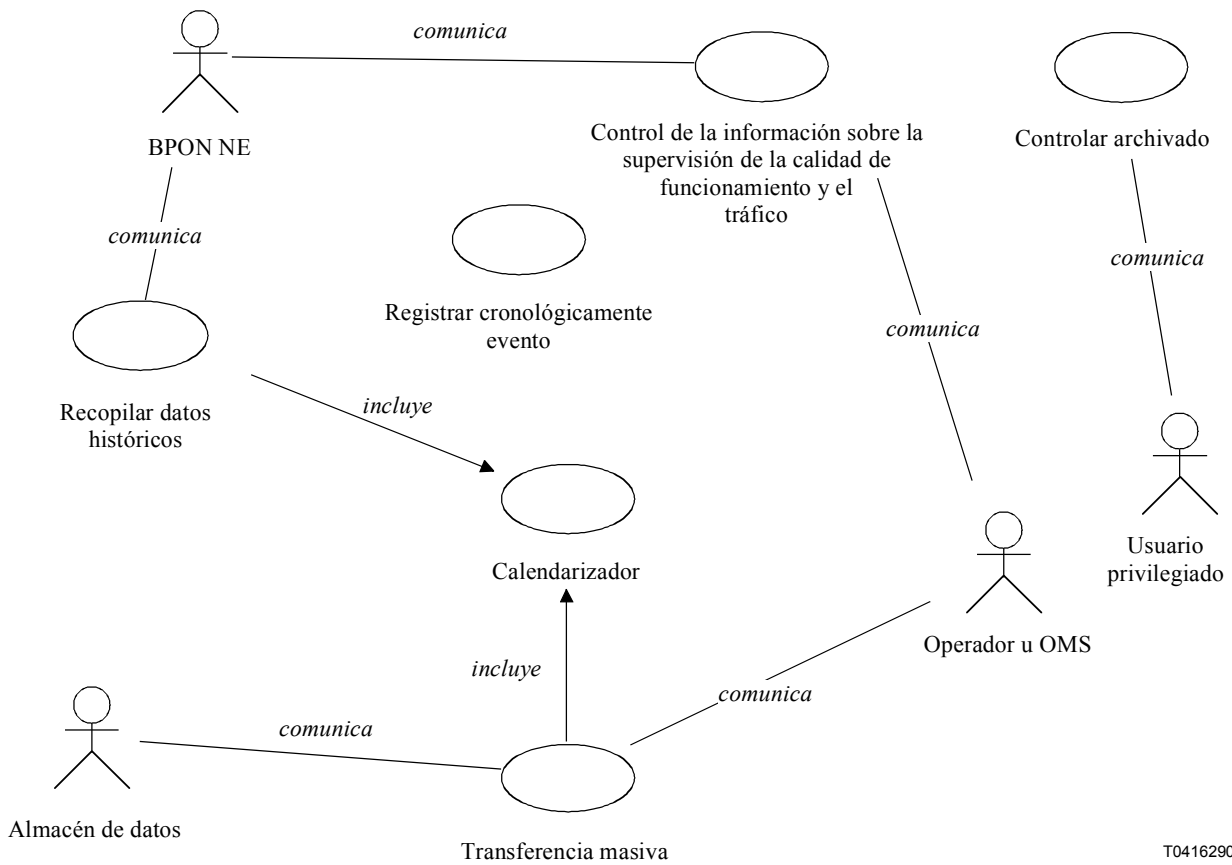 comunica
BPON NE
Control de la información sobre la
supervisión de la calidad de
funcionamiento y el
tráfico
Controlar archivado
comunica
comunica
Registrar cronológicamente
evento
comunica
Recopilar datos
históricos
incluye
Calendarizador
Usuario
privilegiado
Operador u OMS
incluye
comunica
comunica
Almacén de datos
Transferencia masiva
T0416290